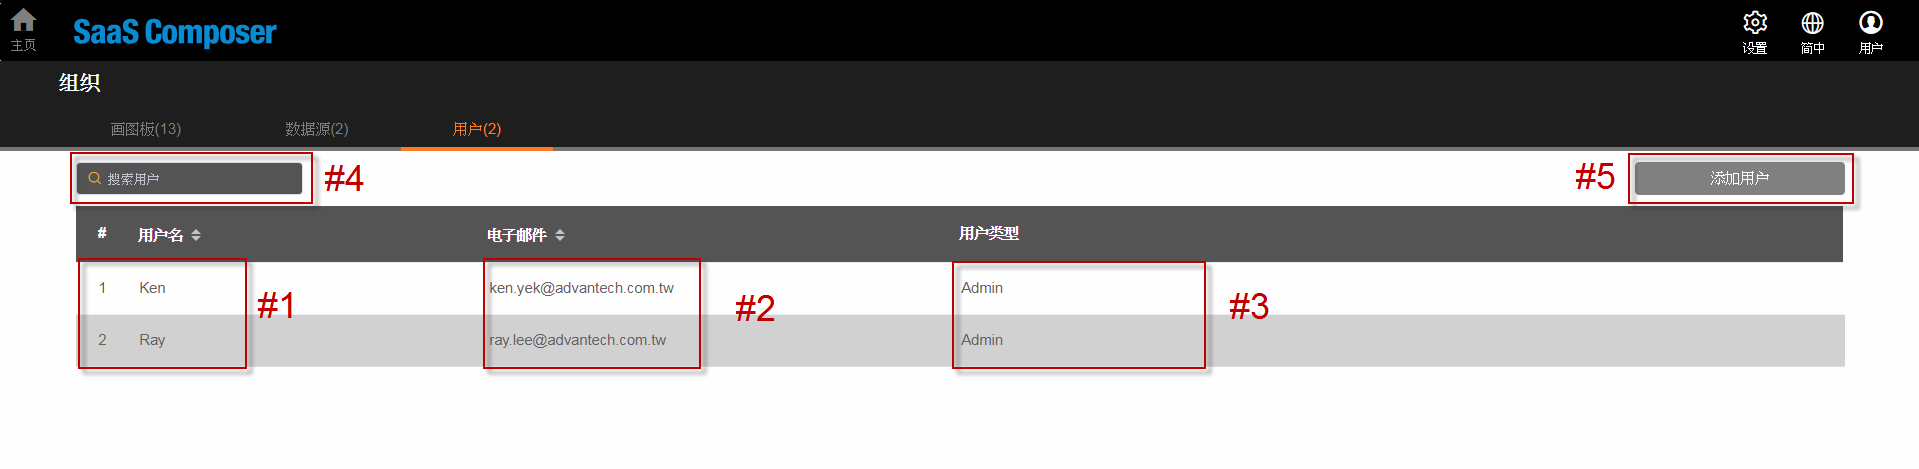 主页
SaaS Composer
设置
简中
用户
组织
画图板(13)
数据源(2)
用户(2)
搜索用户
#4
#5
添加用户
# 用户名 电子邮件 用户类型
1 Ken ken.yek@advantech.com.tw Admin
#1 #2 #3
2 Ray ray.lee@advantech.com.tw Admin